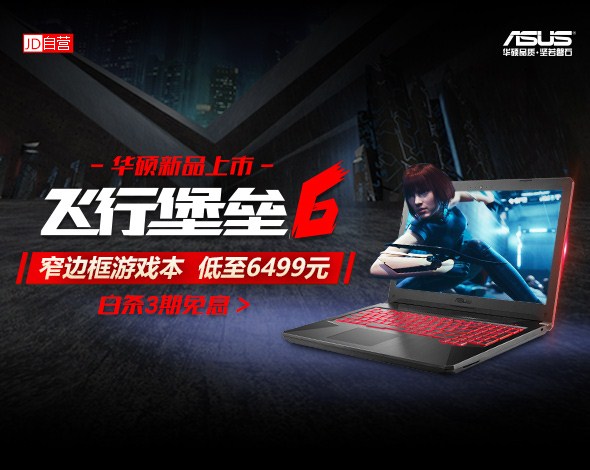 JD自营
ASUS
华硕品质·坚若磐石
- 华硕新品上市 -
飞行堡垒6
窄边框游戏本 低至6499元
白条3期免息 >
ASUS